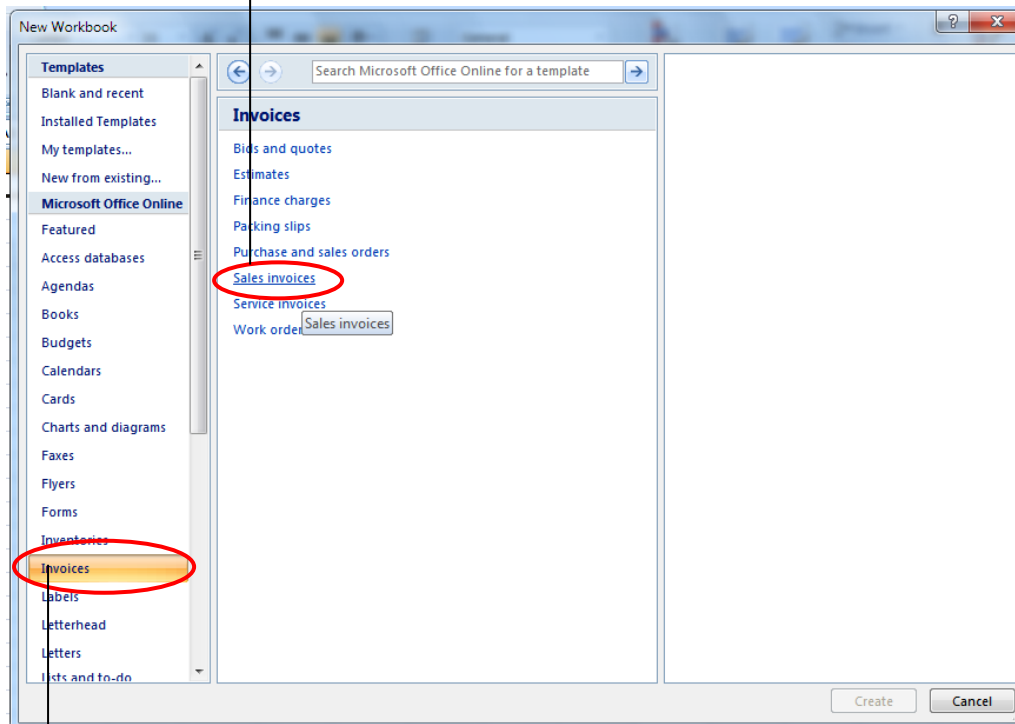 New Workbook
Templates
Blank and recent
Installed Templates
My templates...
New from existing...
Microsoft Office Online
Featured
Access databases
Agendas
Books
Budgets
Calendars
Cards
Charts and diagrams
Faxes
Flyers
Forms
Inventories
Invoices
Labels
Letterhead
Letters
Lists and to-do
Search Microsoft Office Online for a template
Invoices
Bids and quotes
Estimates
Finance charges
Packing slips
Purchase and sales orders
Sales invoices
Service invoices
Work order
Sales invoices
Create
Cancel